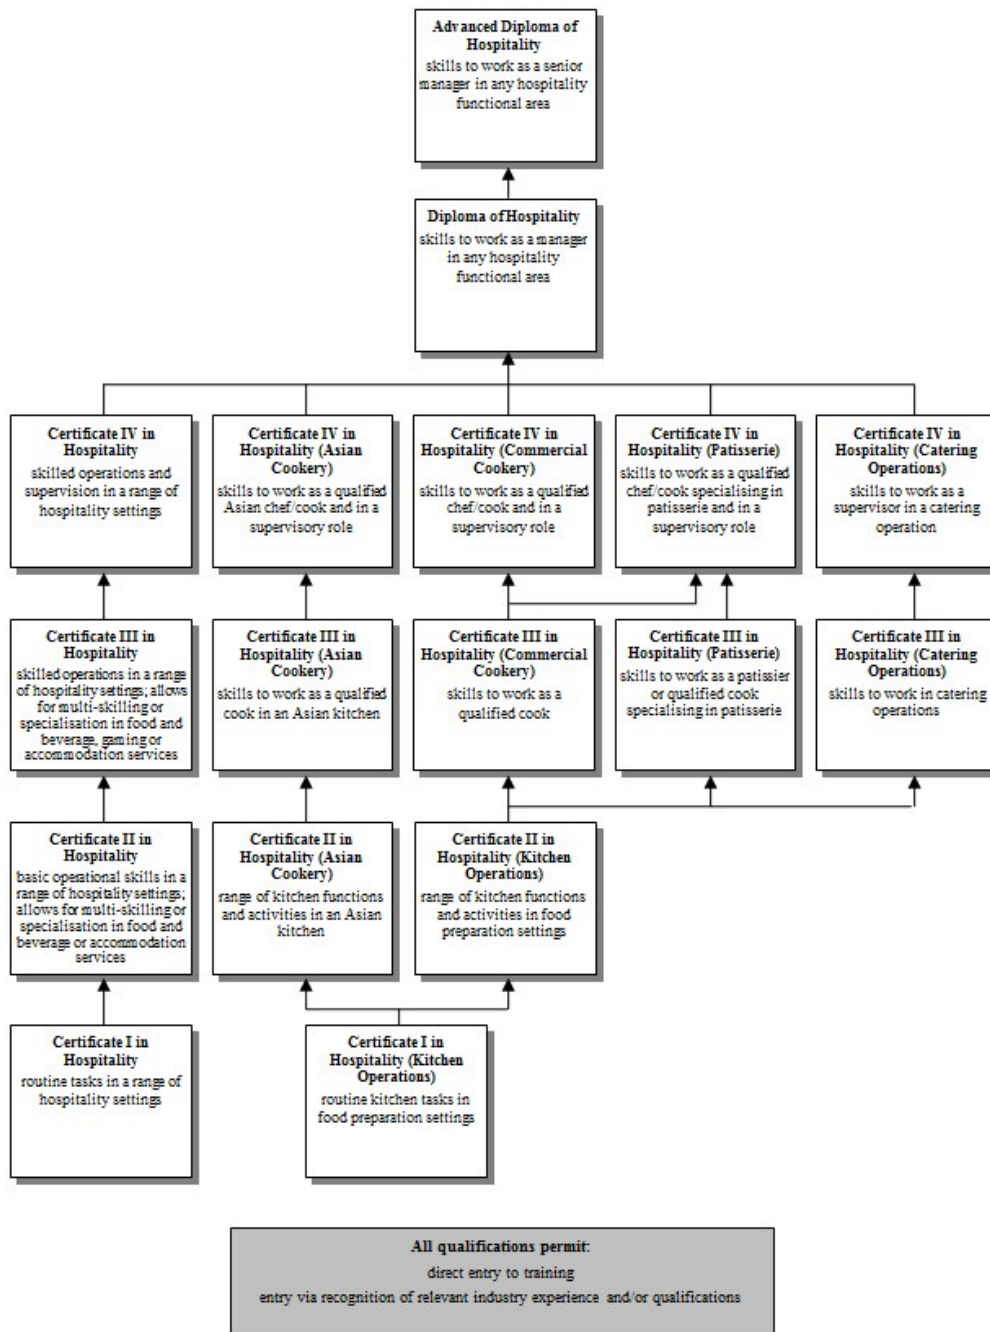 Advanced Diploma of
Hospitality
skills to work as a senior
manager in any hospitality
functional area
Diploma of Hospitality
skills to work as a manager
in any hospitality
functional area
Certificate IV in
Hospitality
skilled operations and
supervision in a range of
hospitality settings
Certificate IV in
Hospitality (Asian
Cookery)
skills to work as a qualified
Asian chef/cook and in a
supervisory role
Certificate IV in
Hospitality (Commercial
Cookery)
skills to work as a qualified
chef/cook and in a
supervisory role
Certificate IV in
Hospitality (Patisserie)
skills to work as a qualified
chef/cook specialising in
patisserie and in a
supervisory role
Certificate IV in
Hospitality (Catering
Operations)
skills to work as a
supervisor in a catering
operation
Certificate III in
Hospitality
skilled operations in a range
of hospitality settings; allows
for multi-skilling or
specialisation in food and
beverage, gaming or
accommodation services
Certificate III in
Hospitality (Asian
Cookery)
skills to work as a qualified
cook in an Asian kitchen
Certificate III in
Hospitality (Commercial
Cookery)
skills to work as a
qualified cook
Certificate III in
Hospitality (Patisserie)
skills to work as a patissier
or qualified cook
specialising in patisserie
Certificate III in
Hospitality (Catering
Operations)
skills to work in catering
operations
Certificate II in
Hospitality
basic operational skills in a
range of hospitality settings;
allows for multi-skilling or
specialisation in food and
beverage or accommodation
services
Certificate II in
Hospitality (Asian
Cookery)
range of kitchen functions
and activities in an Asian
kitchen
Certificate II in
Hospitality (Kitchen
Operations)
range of kitchen functions
and activities in food
preparation settings
Certificate I in
Hospitality
routine tasks in a range of
hospitality settings
Certificate I in
Hospitality (Kitchen
Operations)
routine kitchen tasks in
food preparation settings
All qualifications permit:
direct entry to training
entry via recognition of relevant industry experience and/or qualifications